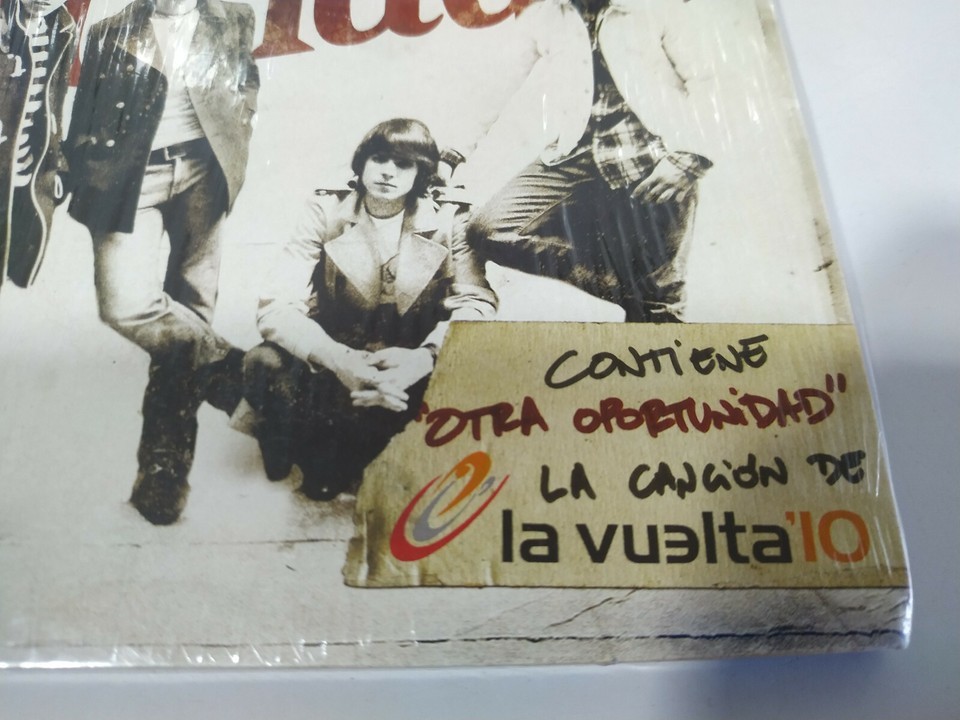 CONTIENE
"OTRA OPORTUNIDAD"
LA CANCIÓN DE
la vuelta'10